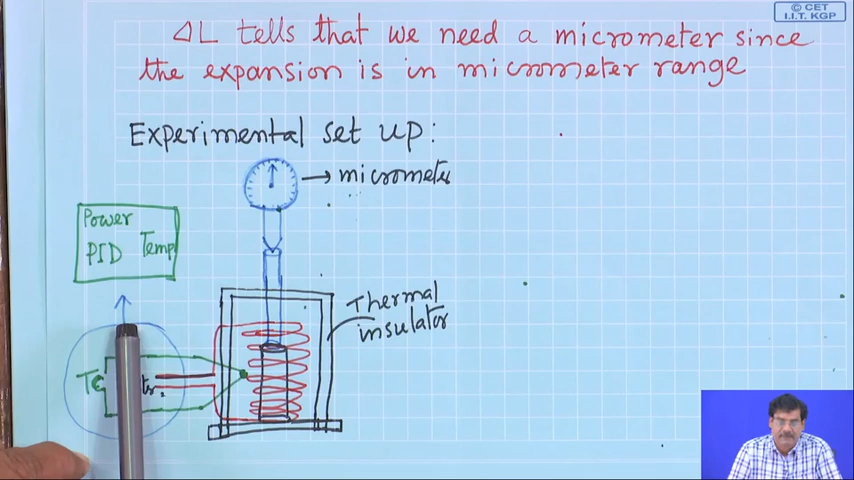 © CET
I.I.T. KGP
ΔL tells that we need a micrometer since
the expansion is in micrometer range
Experimental set up:
micrometer
Power
PID Temp
Thermal
insulator